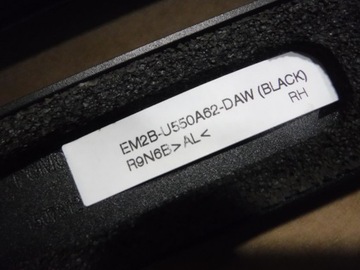 EM2B-U550A62-DAW (BLACK)
R9N6B>AL<
RH